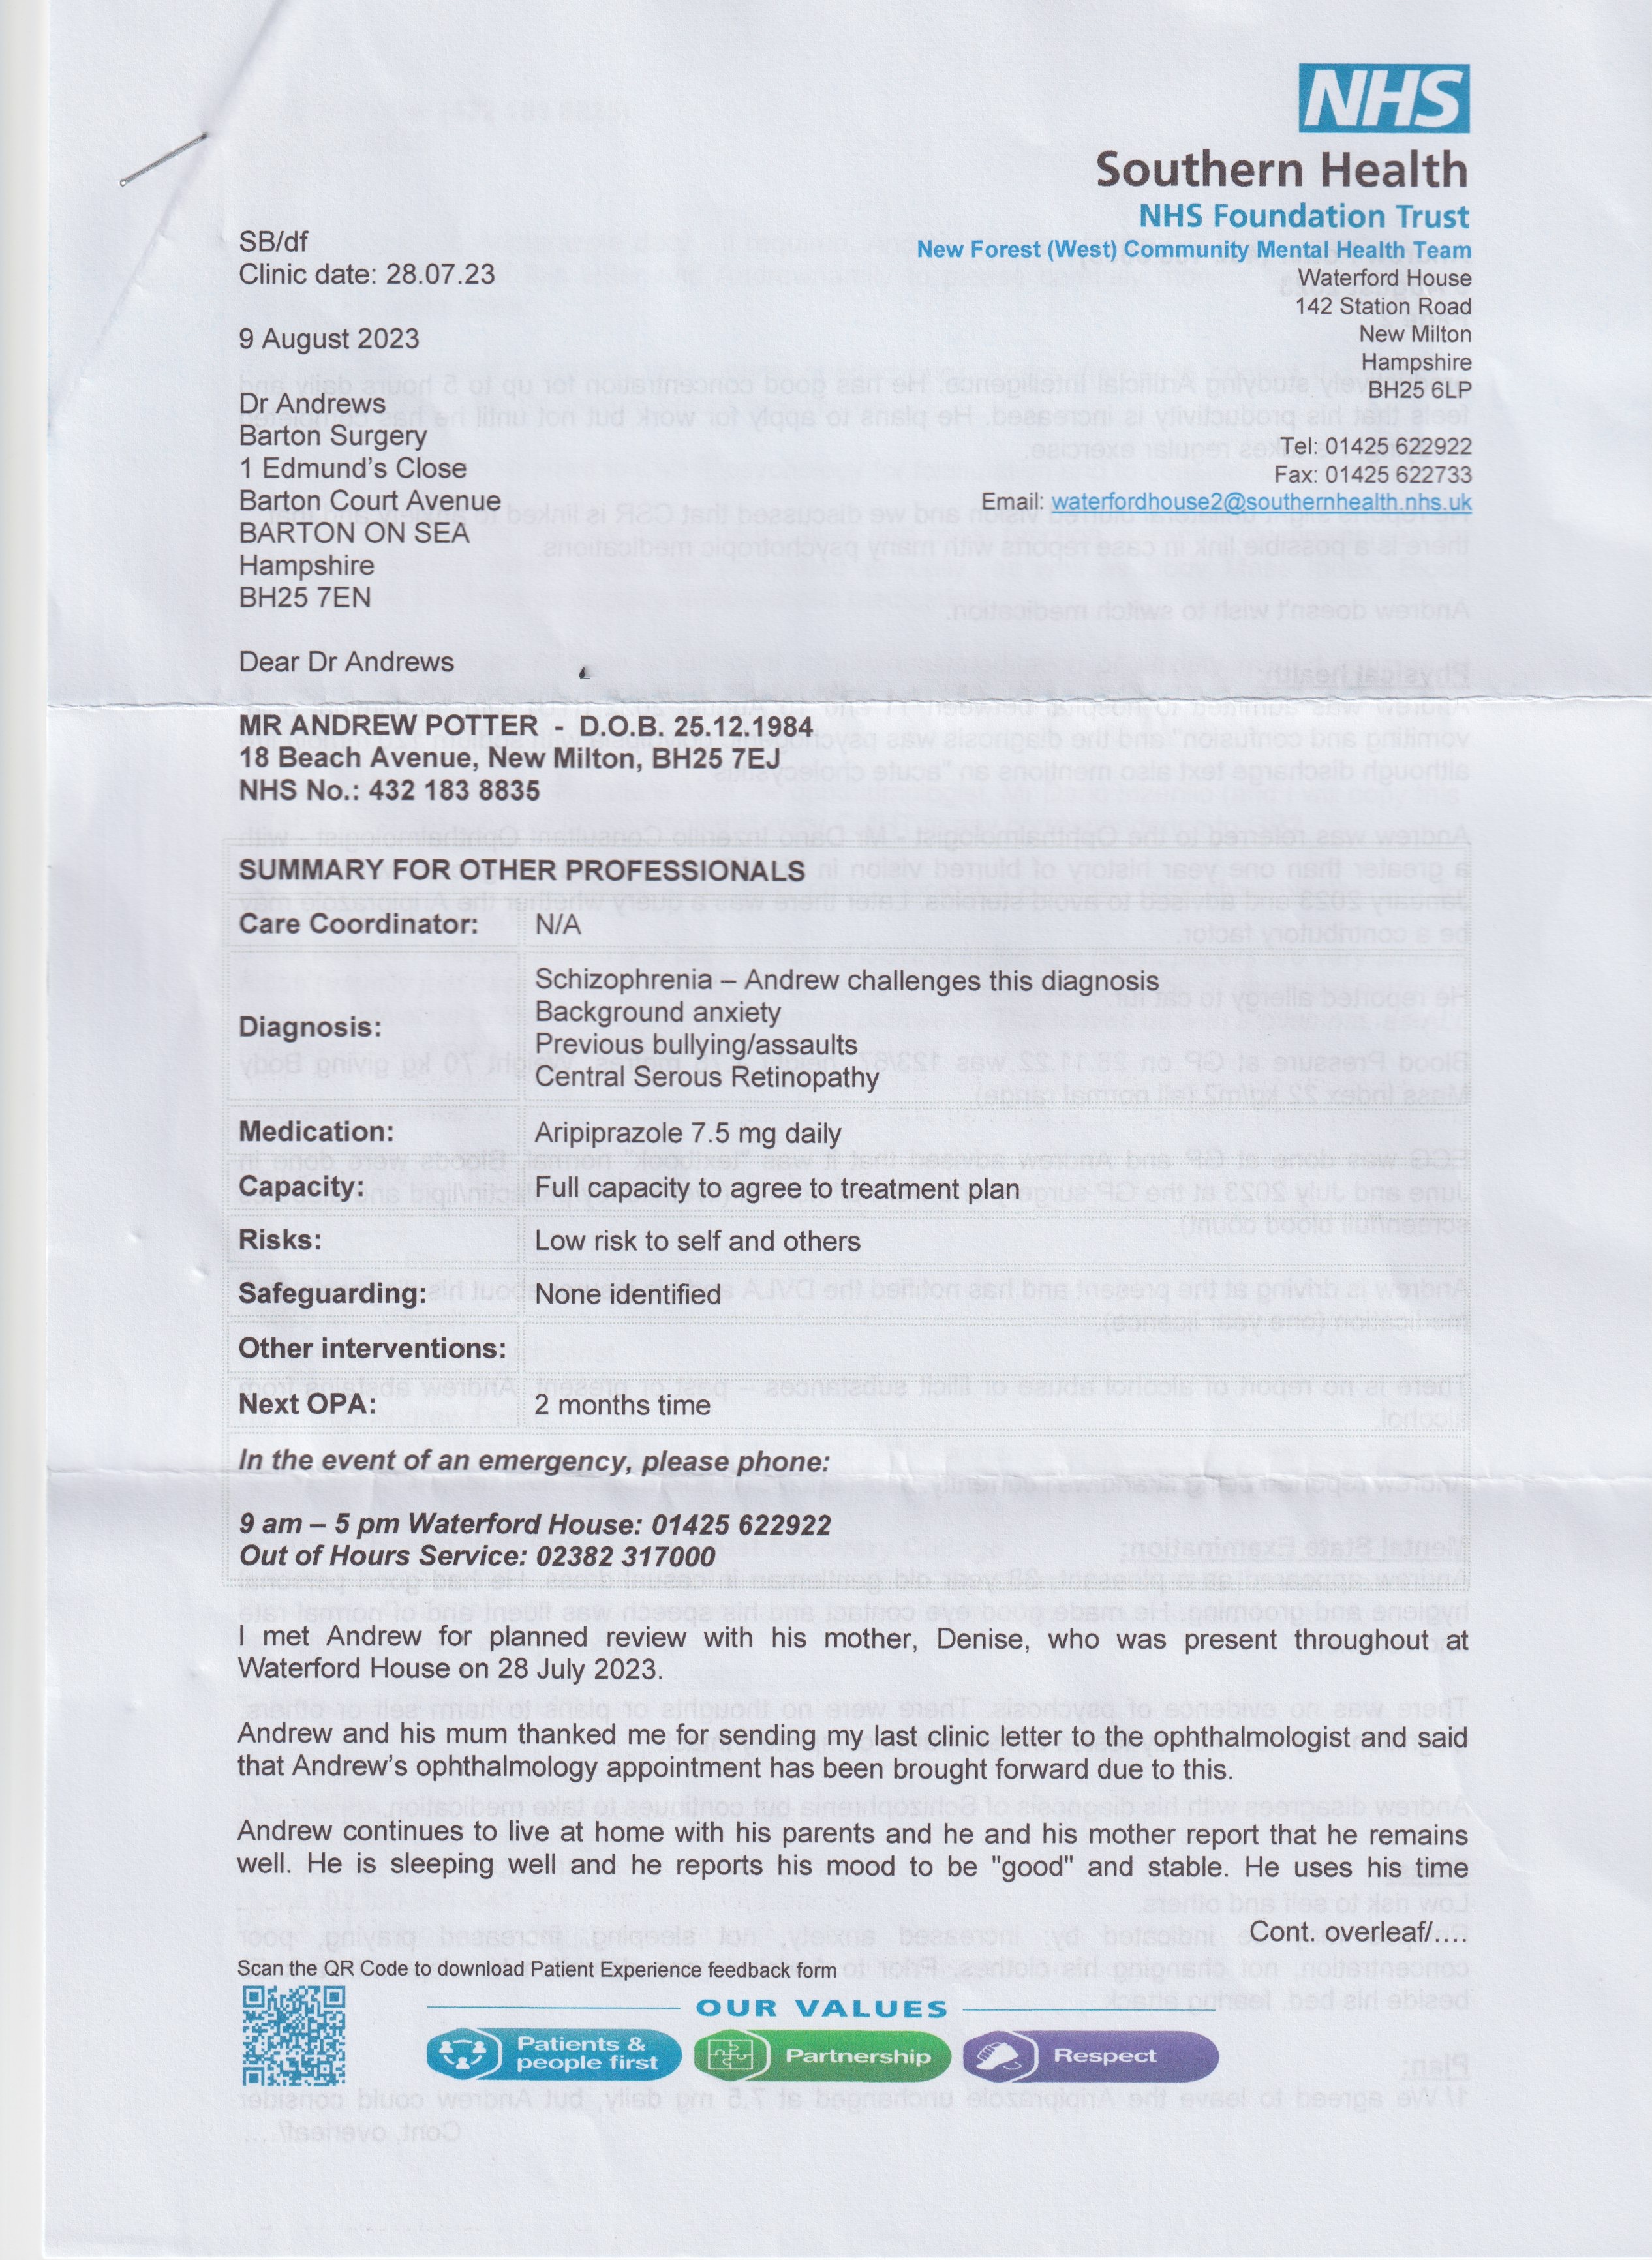 NHS
Southern Health
NHS Foundation Trust
New Forest (West) Community Mental Health Team
Waterford House
142 Station Road
New Milton
Hampshire
BH25 6LP
Tel: 01425 622922
Fax: 01425 622733
Email: waterfordhouse2@southernhealth.nhs.uk
SB/df
Clinic date: 28.07.23
9 August 2023
Dr Andrews
Barton Surgery
1 Edmund's Close
Barton Court Avenue
BARTON ON SEA
Hampshire
BH25 7EN
Dear Dr Andrews
MR ANDREW POTTER - D.O.B. 25.12.1984
18 Beach Avenue, New Milton, BH25 7EJ
NHS No.: 432 183 8835
SUMMARY FOR OTHER PROFESSIONALS
Care Coordinator: N/A
Diagnosis: Schizophrenia – Andrew challenges this diagnosis
Background anxiety
Previous bullying/assaults
Central Serous Retinopathy
Medication: Aripiprazole 7.5 mg daily
Capacity: Full capacity to agree to treatment plan
Risks: Low risk to self and others
Safeguarding: None identified
Other interventions:
Next OPA: 2 months time
In the event of an emergency, please phone:
9 am – 5 pm Waterford House: 01425 622922
Out of Hours Service: 02382 317000
I met Andrew for planned review with his mother, Denise, who was present throughout at
Waterford House on 28 July 2023.
Andrew and his mum thanked me for sending my last clinic letter to the ophthalmologist and said
that Andrew's ophthalmology appointment has been brought forward due to this.
Andrew continues to live at home with his parents and he and his mother report that he remains
well. He is sleeping well and he reports his mood to be "good" and stable. He uses his time
Cont. overleaf/....
Scan the QR Code to download Patient Experience feedback form
OUR VALUES
Patients &
people first
Partnership
Respect